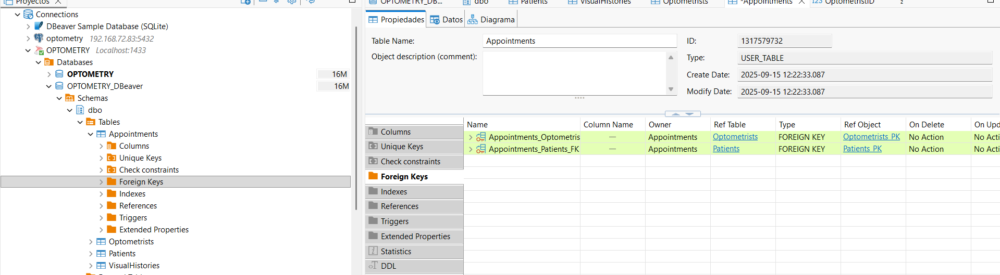 Proyectos
Connections
DBeaver Sample Database (SQLite)
optometry 192.168.72.83:5432
OPTOMETRY Localhost:1433
Databases
OPTOMETRY 16M
OPTOMETRY_DBeaver 16M
Schemas
dbo
Tables
Appointments
Columns
Unique Keys
Check constraints
Foreign Keys
Indexes
References
Triggers
Extended Properties
Optometrists
Patients
VisualHistories
OPTOMETRY_DB... dbo Patients VisualHistories Optometrists *Appointments 123 OptometristID 2
Propiedades Datos Diagrama
Table Name: Appointments
Object description (comment):
ID: 1317579732
Type: USER_TABLE
Create Date: 2025-09-15 12:22:33.087
Modify Date: 2025-09-15 12:22:33.087
Columns
Unique Keys
Check constraints
Foreign Keys
Indexes
References
Triggers
Extended Properties
Statistics
DDL
Name Column Name Owner Ref Table Type Ref Object On Delete On Upd
Appointments_Optometris — Appointments Optometrists FOREIGN KEY Optometrists_PK No Action No Acti
Appointments_Patients_FK — Appointments Patients FOREIGN KEY Patients_PK No Action No Acti